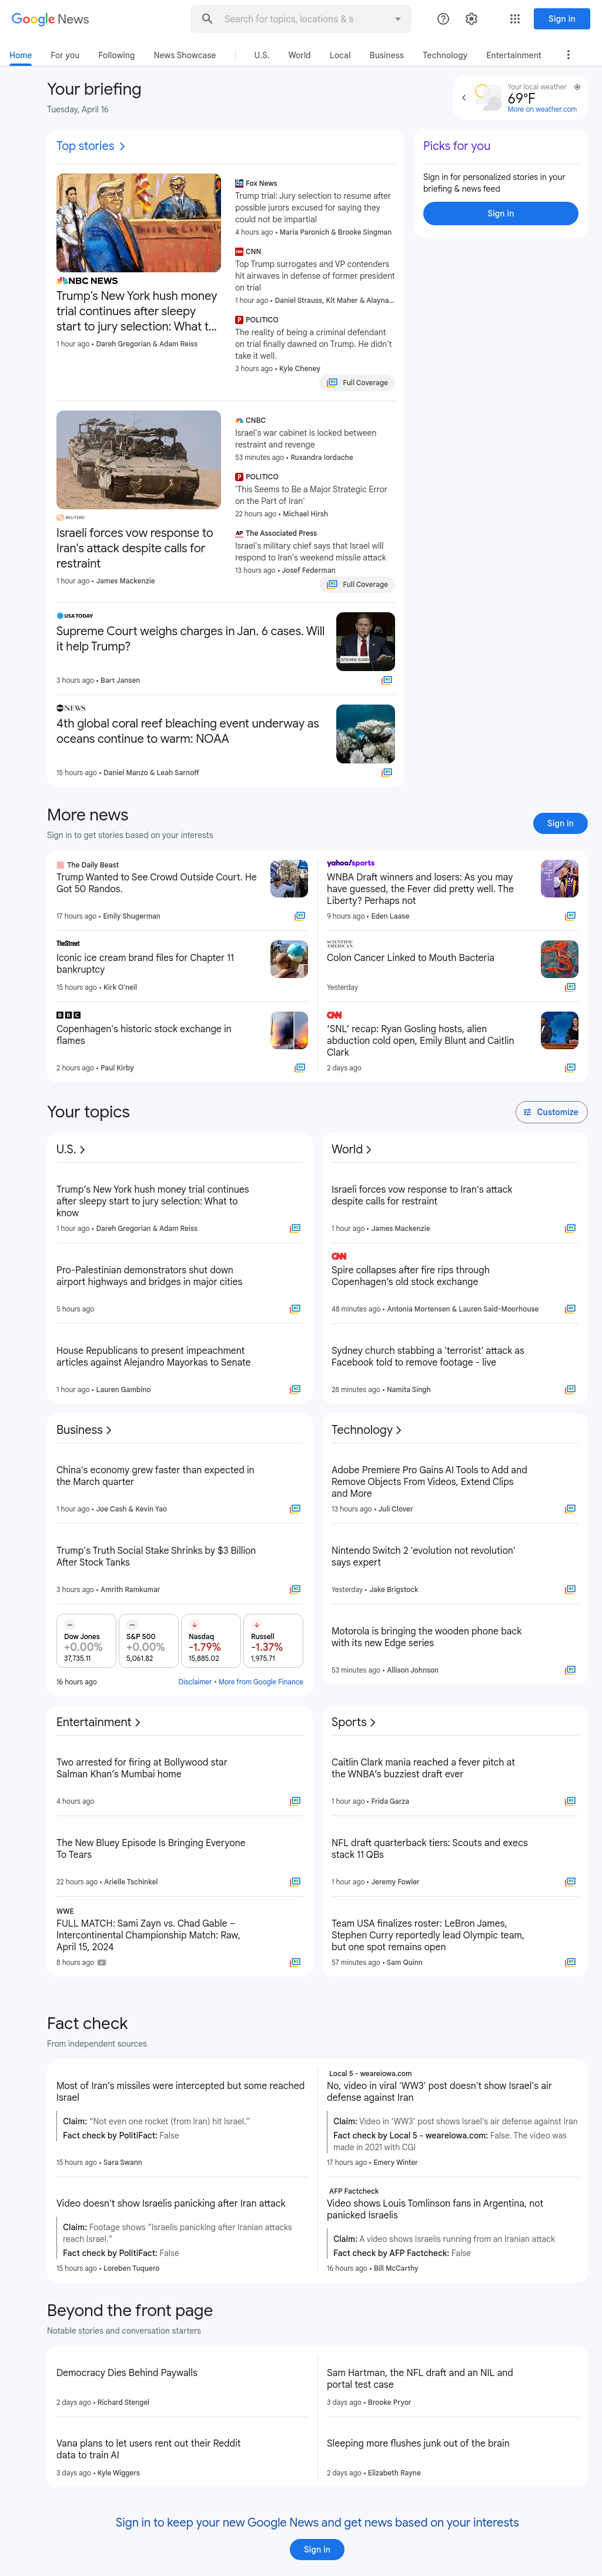 Google News
Search for topics, locations & s
Sign in
Home
For you
Following
News Showcase
U.S.
World
Local
Business
Technology
Entertainment
Your briefing
Tuesday, April 16
Your local weather
69°F
More on weather.com
Top stories
Picks for you
Sign in for personalized stories in your
briefing & news feed
Sign in
NBC NEWS
Trump's New York hush money
trial continues after sleepy
start to jury selection: What t...
1 hour ago • Dareh Gregorian & Adam Reiss
Fox News
Trump trial: Jury selection to resume after
possible jurors excused for saying they
could not be impartial
4 hours ago • Maria Paronich & Brooke Singman
CNN
Top Trump surrogates and VP contenders
hit airwaves in defense of former president
on trial
1 hour ago • Daniel Strauss, Kit Maher & Alayna...
POLITICO
The reality of being a criminal defendant
on trial finally dawned on Trump. He didn't
take it well.
3 hours ago • Kyle Cheney
Full Coverage
REUTERS
Israeli forces vow response to
Iran's attack despite calls for
restraint
1 hour ago • James Mackenzie
CNBC
Israel's war cabinet is locked between
restraint and revenge
53 minutes ago • Ruxandra Iordache
POLITICO
'This Seems to Be a Major Strategic Error
on the Part of Iran'
22 hours ago • Michael Hirsh
AP The Associated Press
Israel's military chief says that Israel will
respond to Iran's weekend missile attack
13 hours ago • Josef Federman
Full Coverage
USA TODAY
Supreme Court weighs charges in Jan. 6 cases. Will
it help Trump?
STEVEN SUND
3 hours ago • Bart Jansen
abc NEWS
4th global coral reef bleaching event underway as
oceans continue to warm: NOAA
15 hours ago • Daniel Manzo & Leah Sarnoff
More news
Sign in to get stories based on your interests
Sign in
The Daily Beast
Trump Wanted to See Crowd Outside Court. He
Got 50 Randos.
17 hours ago • Emily Shugerman
yahoo!sports
WNBA Draft winners and losers: As you may
have guessed, the Fever did pretty well. The
Liberty? Perhaps not
9 hours ago • Eden Laase
TheStreet
Iconic ice cream brand files for Chapter 11
bankruptcy
15 hours ago • Kirk O'neil
SCIENTIFIC
AMERICAN
Colon Cancer Linked to Mouth Bacteria
Yesterday
BBC
Copenhagen's historic stock exchange in
flames
2 hours ago • Paul Kirby
CNN
'SNL' recap: Ryan Gosling hosts, alien
abduction cold open, Emily Blunt and Caitlin
Clark
2 days ago
Your topics
Customize
U.S.
Trump's New York hush money trial continues
after sleepy start to jury selection: What to
know
1 hour ago • Dareh Gregorian & Adam Reiss
Pro-Palestinian demonstrators shut down
airport highways and bridges in major cities
5 hours ago
House Republicans to present impeachment
articles against Alejandro Mayorkas to Senate
1 hour ago • Lauren Gambino
World
Israeli forces vow response to Iran's attack
despite calls for restraint
1 hour ago • James Mackenzie
CNN
Spire collapses after fire rips through
Copenhagen's old stock exchange
48 minutes ago • Antonia Mortensen & Lauren Said-Moorhouse
Sydney church stabbing a 'terrorist' attack as
Facebook told to remove footage - live
28 minutes ago • Namita Singh
Business
China's economy grew faster than expected in
the March quarter
1 hour ago • Joe Cash & Kevin Yao
Trump's Truth Social Stake Shrinks by $3 Billion
After Stock Tanks
3 hours ago • Amrith Ramkumar
Dow Jones
+0.00%
37,735.11
S&P 500
+0.00%
5,061.82
Nasdaq
-1.79%
15,885.02
Russell
-1.37%
1,975.71
16 hours ago
Disclaimer • More from Google Finance
Technology
Adobe Premiere Pro Gains AI Tools to Add and
Remove Objects From Videos, Extend Clips
and More
13 hours ago • Juli Clover
Nintendo Switch 2 'evolution not revolution'
says expert
Yesterday • Jake Brigstock
Motorola is bringing the wooden phone back
with its new Edge series
53 minutes ago • Allison Johnson
Entertainment
Two arrested for firing at Bollywood star
Salman Khan's Mumbai home
4 hours ago
The New Bluey Episode Is Bringing Everyone
To Tears
22 hours ago • Arielle Tschinkel
WWE
FULL MATCH: Sami Zayn vs. Chad Gable –
Intercontinental Championship Match: Raw,
April 15, 2024
8 hours ago
Sports
Caitlin Clark mania reached a fever pitch at
the WNBA's buzziest draft ever
1 hour ago • Frida Garza
NFL draft quarterback tiers: Scouts and execs
stack 11 QBs
1 hour ago • Jeremy Fowler
Team USA finalizes roster: LeBron James,
Stephen Curry reportedly lead Olympic team,
but one spot remains open
57 minutes ago • Sam Quinn
Fact check
From independent sources
Most of Iran's missiles were intercepted but some reached
Israel
Claim: "Not even one rocket (from Iran) hit Israel."
Fact check by PolitiFact: False
15 hours ago • Sara Swann
Local 5 - weareiowa.com
No, video in viral 'WW3' post doesn't show Israel's air
defense against Iran
Claim: Video in 'WW3' post shows Israel's air defense against Iran
Fact check by Local 5 - weareiowa.com: False. The video was
made in 2021 with CGI
17 hours ago • Emery Winter
Video doesn't show Israelis panicking after Iran attack
Claim: Footage shows "Israelis panicking after Iranian attacks
reach Israel."
Fact check by PolitiFact: False
15 hours ago • Loreben Tuquero
AFP Factcheck
Video shows Louis Tomlinson fans in Argentina, not
panicked Israelis
Claim: A video shows Israelis running from an Iranian attack
Fact check by AFP Factcheck: False
16 hours ago • Bill McCarthy
Beyond the front page
Notable stories and conversation starters
Democracy Dies Behind Paywalls
2 days ago • Richard Stengel
Sam Hartman, the NFL draft and an NIL and
portal test case
3 days ago • Brooke Pryor
Vana plans to let users rent out their Reddit
data to train AI
3 days ago • Kyle Wiggers
Sleeping more flushes junk out of the brain
2 days ago • Elizabeth Rayne
Sign in to keep your new Google News and get news based on your interests
Sign in